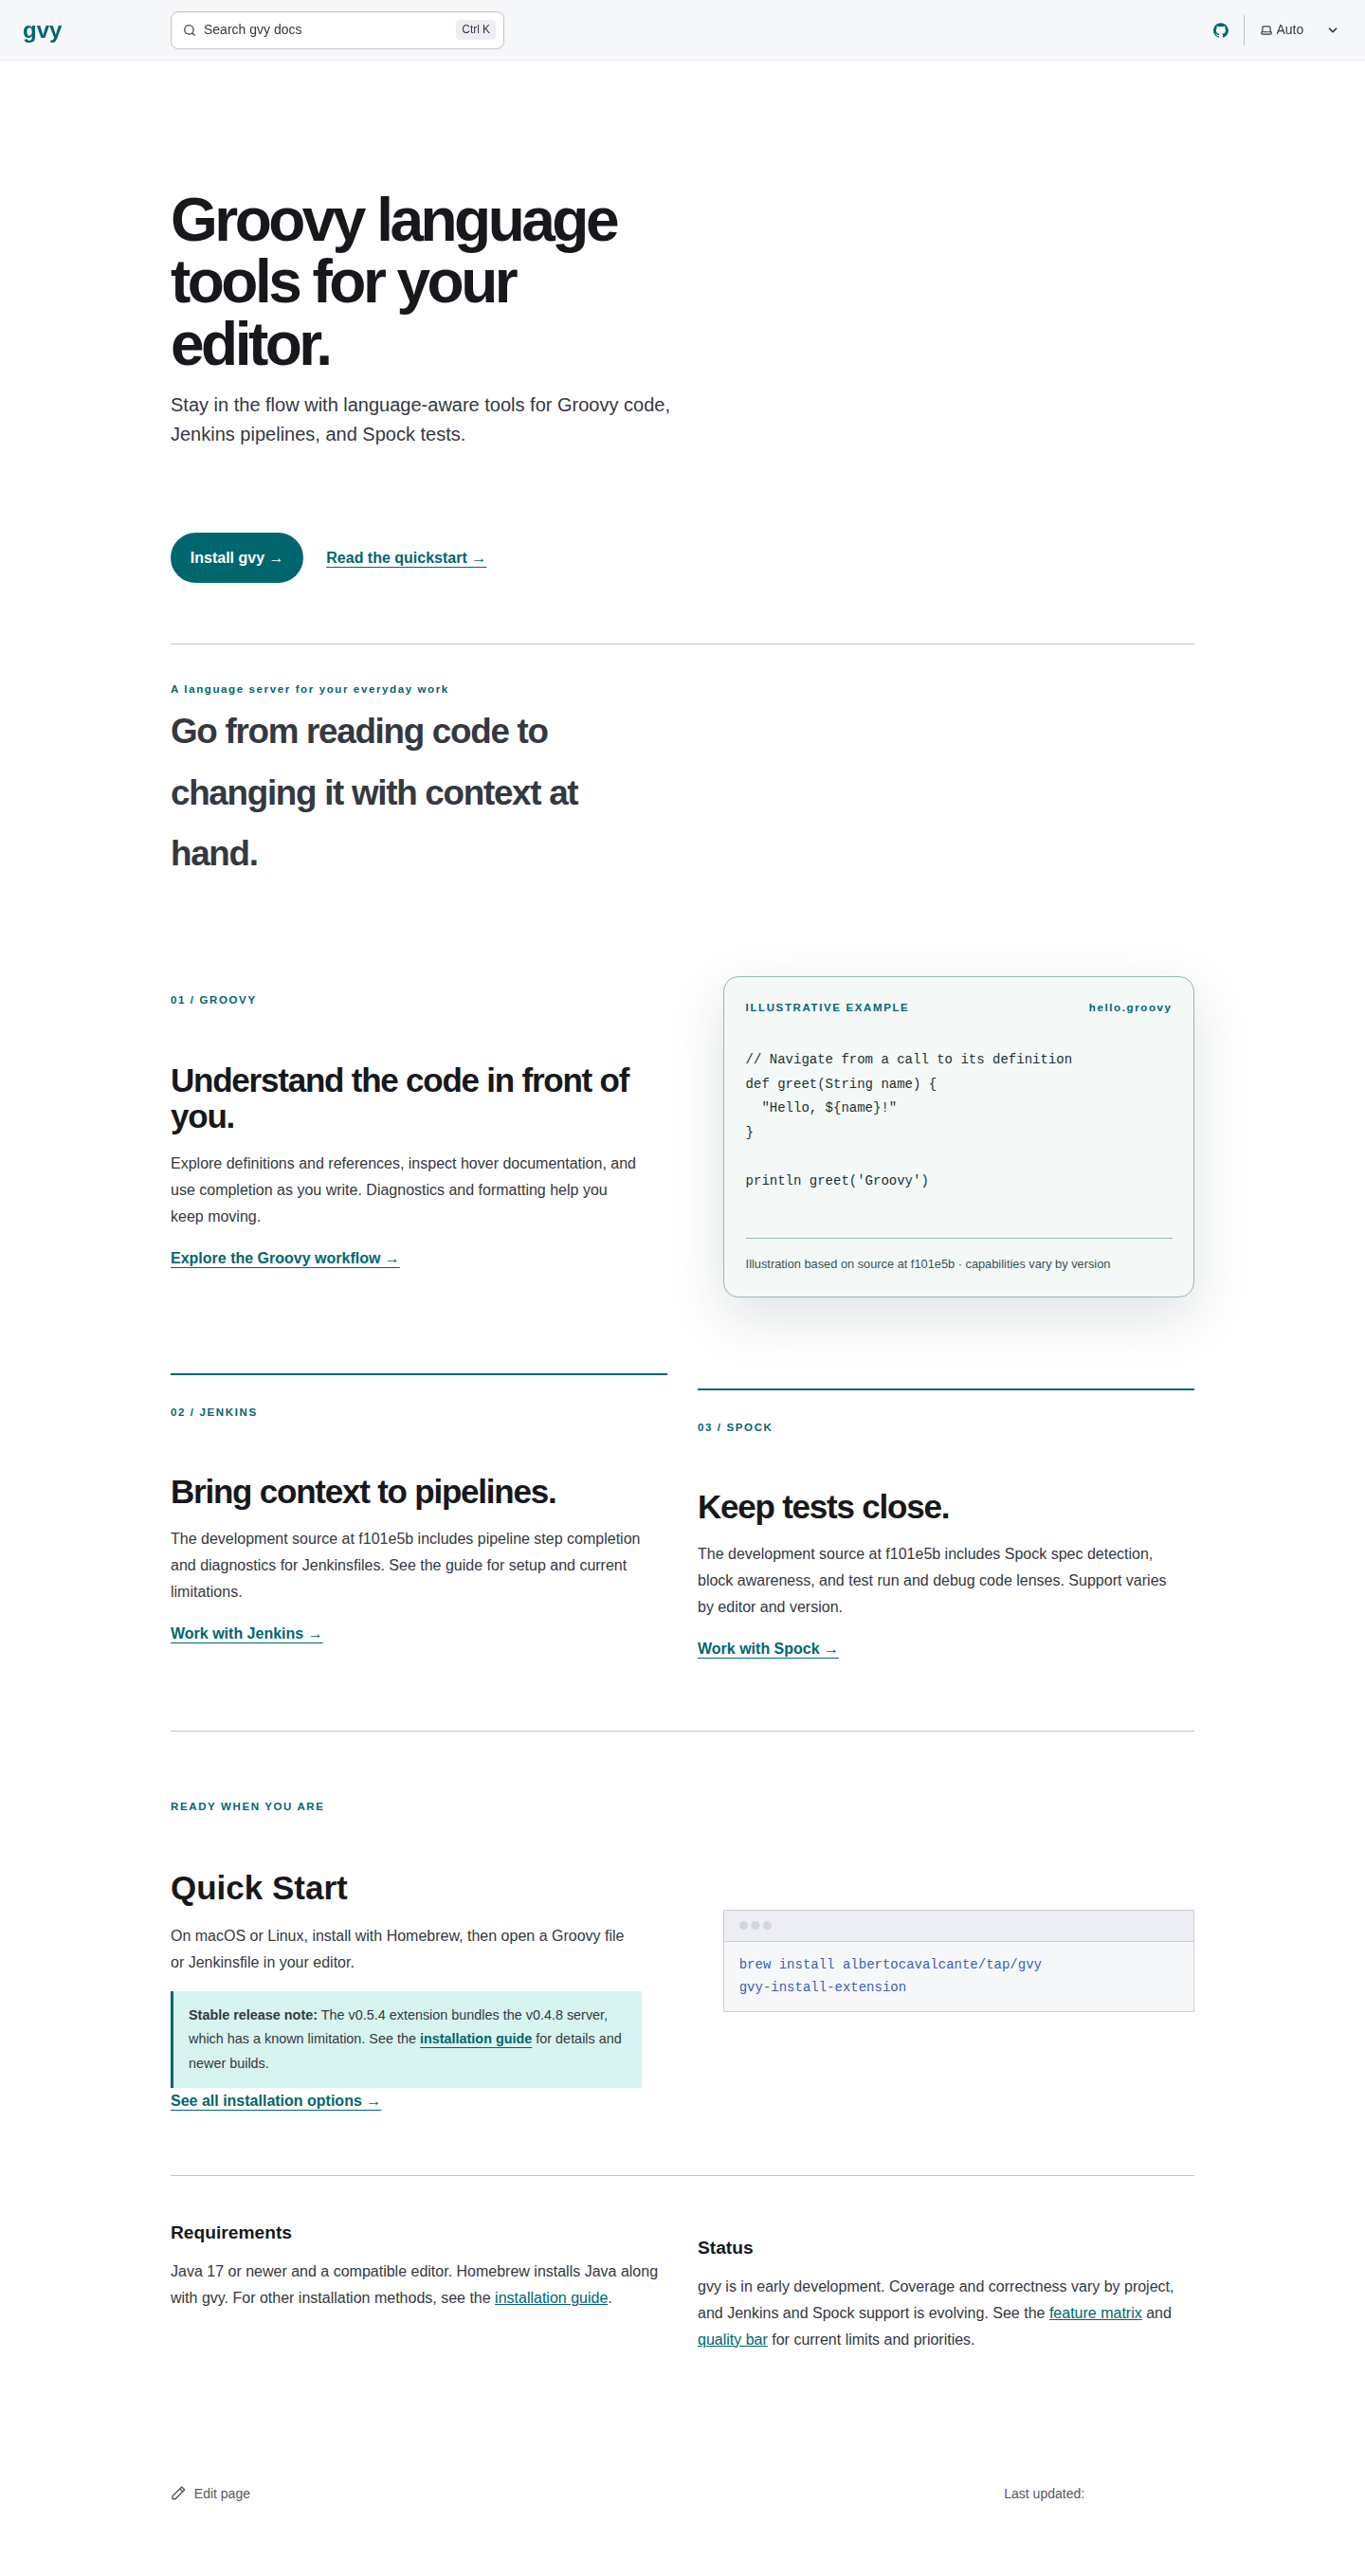 gvy
Search gvy docs
Ctrl K
Auto
Groovy language
tools for your
editor.
Stay in the flow with language-aware tools for Groovy code,
Jenkins pipelines, and Spock tests.
Install gvy →
Read the quickstart →
A language server for your everyday work
Go from reading code to
changing it with context at
hand.
01 / GROOVY
Understand the code in front of
you.
Explore definitions and references, inspect hover documentation, and
use completion as you write. Diagnostics and formatting help you
keep moving.
Explore the Groovy workflow →
ILLUSTRATIVE EXAMPLE
hello.groovy
// Navigate from a call to its definition
def greet(String name) {
  "Hello, ${name}!"
}
println greet('Groovy')
Illustration based on source at f101e5b · capabilities vary by version
02 / JENKINS
Bring context to pipelines.
The development source at f101e5b includes pipeline step completion
and diagnostics for Jenkinsfiles. See the guide for setup and current
limitations.
Work with Jenkins →
03 / SPOCK
Keep tests close.
The development source at f101e5b includes Spock spec detection,
block awareness, and test run and debug code lenses. Support varies
by editor and version.
Work with Spock →
READY WHEN YOU ARE
Quick Start
On macOS or Linux, install with Homebrew, then open a Groovy file
or Jenkinsfile in your editor.
Stable release note: The v0.5.4 extension bundles the v0.4.8 server,
which has a known limitation. See the installation guide for details and
newer builds.
See all installation options →
brew install albertocavalcante/tap/gvy
gvy-install-extension
Requirements
Java 17 or newer and a compatible editor. Homebrew installs Java along
with gvy. For other installation methods, see the installation guide.
Status
gvy is in early development. Coverage and correctness vary by project,
and Jenkins and Spock support is evolving. See the feature matrix and
quality bar for current limits and priorities.
Edit page
Last updated: